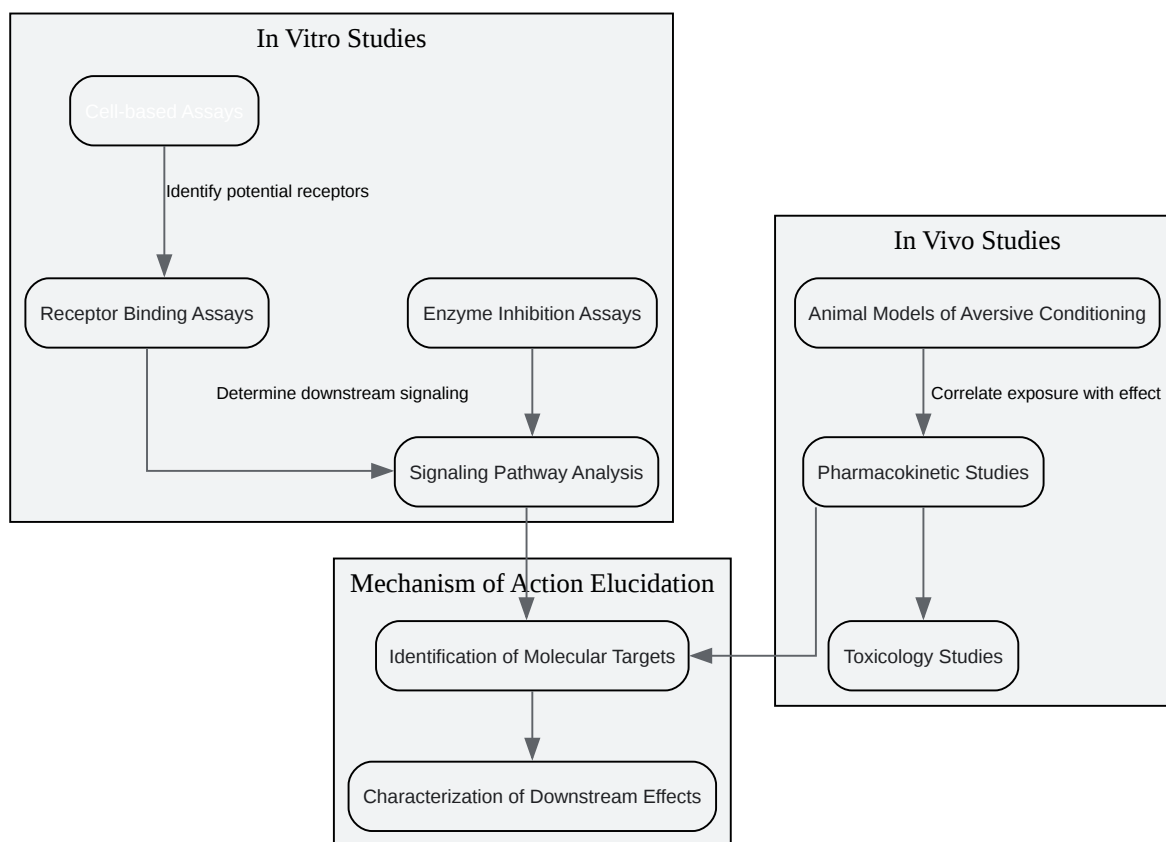 In Vitro Studies
Cell-based Assays
Identify potential receptors
Receptor Binding Assays
Enzyme Inhibition Assays
Determine downstream signaling
Signaling Pathway Analysis
In Vivo Studies
Animal Models of Aversive Conditioning
Correlate exposure with effect
Pharmacokinetic Studies
Toxicology Studies
Mechanism of Action Elucidation
Identification of Molecular Targets
Characterization of Downstream Effects